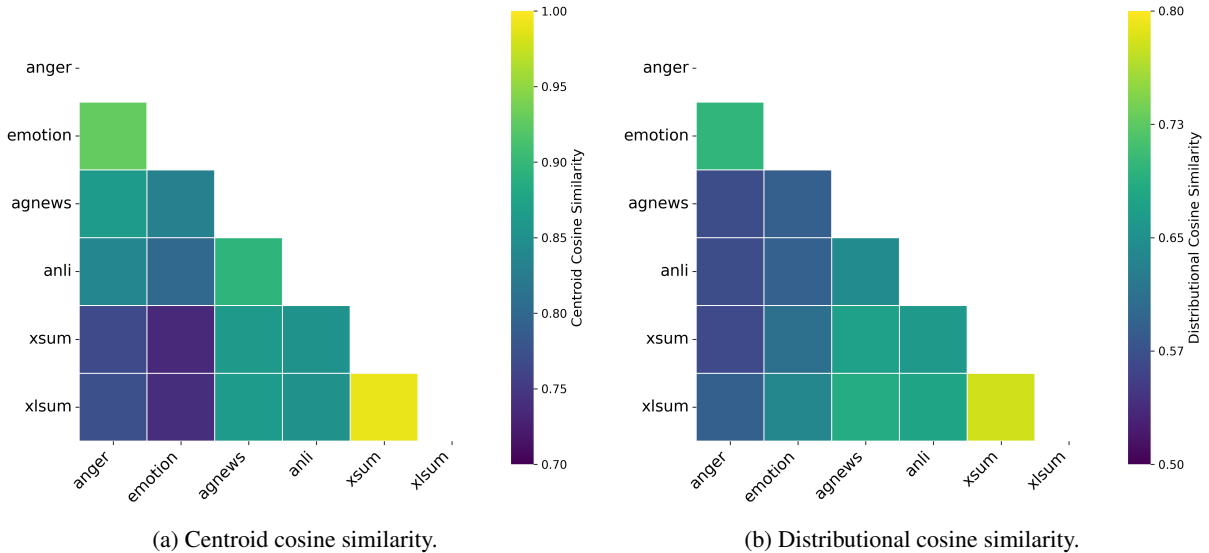 anger
emotion
agnews
anli
xsum
xlsum
anger
emotion
agnews
anli
xsum
xlsum
1.00
0.95
0.90
0.85
0.80
0.75
0.70
Centroid Cosine Similarity
(a) Centroid cosine similarity.
anger
emotion
agnews
anli
xsum
xlsum
anger
emotion
agnews
anli
xsum
xlsum
0.80
0.73
0.65
0.57
0.50
Distributional Cosine Similarity
(b) Distributional cosine similarity.